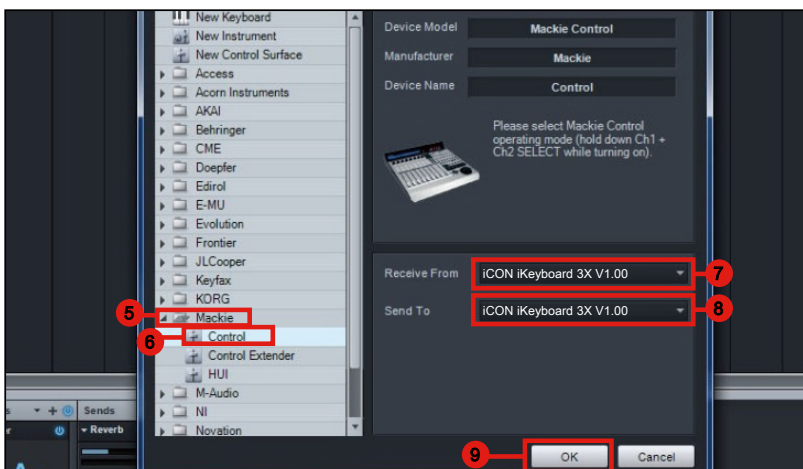 New Keyboard
New Instrument
New Control Surface
Access
Acorn Instruments
AKAI
Behringer
CME
Doepfer
Edirol
E-MU
Evolution
Frontier
JLCooper
Keyfax
KORG
5 Mackie
6 Control
Control Extender
HUI
M-Audio
NI
Novation
Device Model Mackie Control
Manufacturer Mackie
Device Name Control
Please select Mackie Control
operating mode (hold down Ch1 +
Ch2 SELECT while turning on).
Receive From iCON iKeyboard 3X V1.00 7
Send To iCON iKeyboard 3X V1.00 8
9 OK Cancel
Sends
Reverb